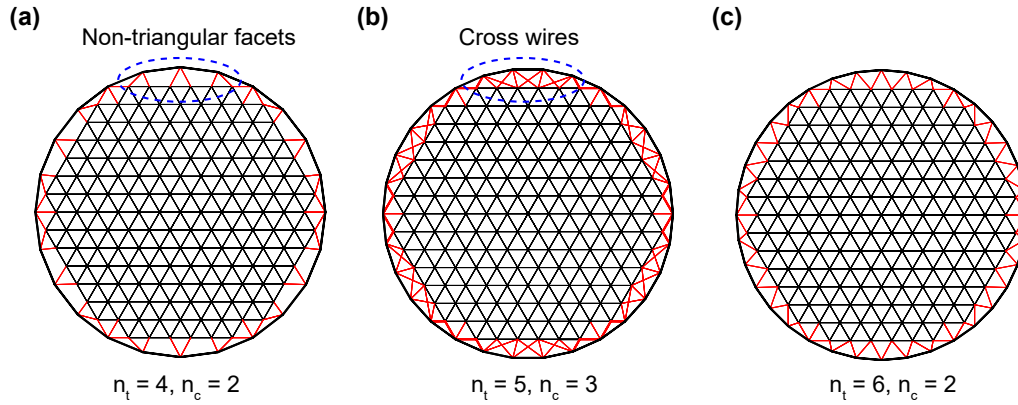 (a)
Non-triangular facets
n_t = 4, n_c = 2
(b)
Cross wires
n_t = 5, n_c = 3
(c)
n_t = 6, n_c = 2